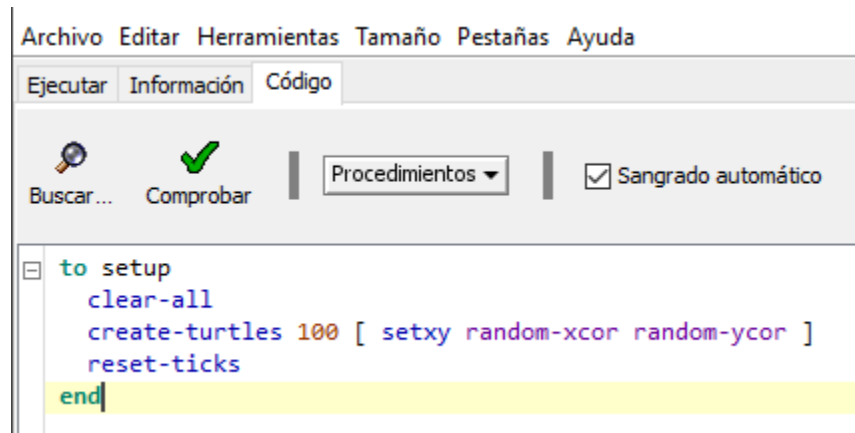 Archivo Editar Herramientas Tamaño Pestañas Ayuda
Ejecutar Información Código
Buscar... Comprobar Procedimientos Sangrado automático
to setup
clear-all
create-turtles 100 [ setxy random-xcor random-ycor ]
reset-ticks
end